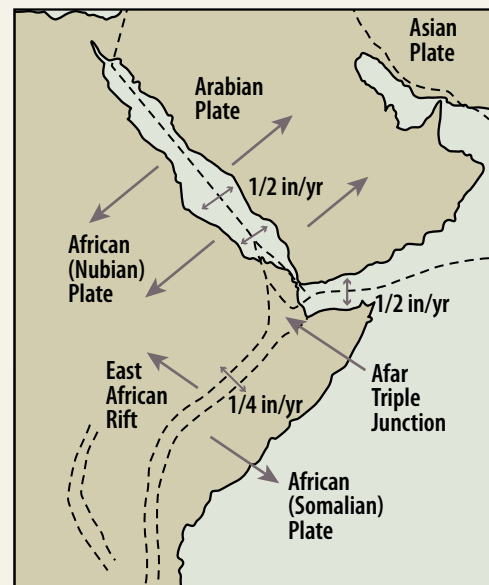 Asian
Plate
Arabian
Plate
1/2 in/yr
African
(Nubian)
Plate
1/2 in/yr
East
African
Rift
1/4 in/yr
Afar
Triple
Junction
African
(Somalian)
Plate